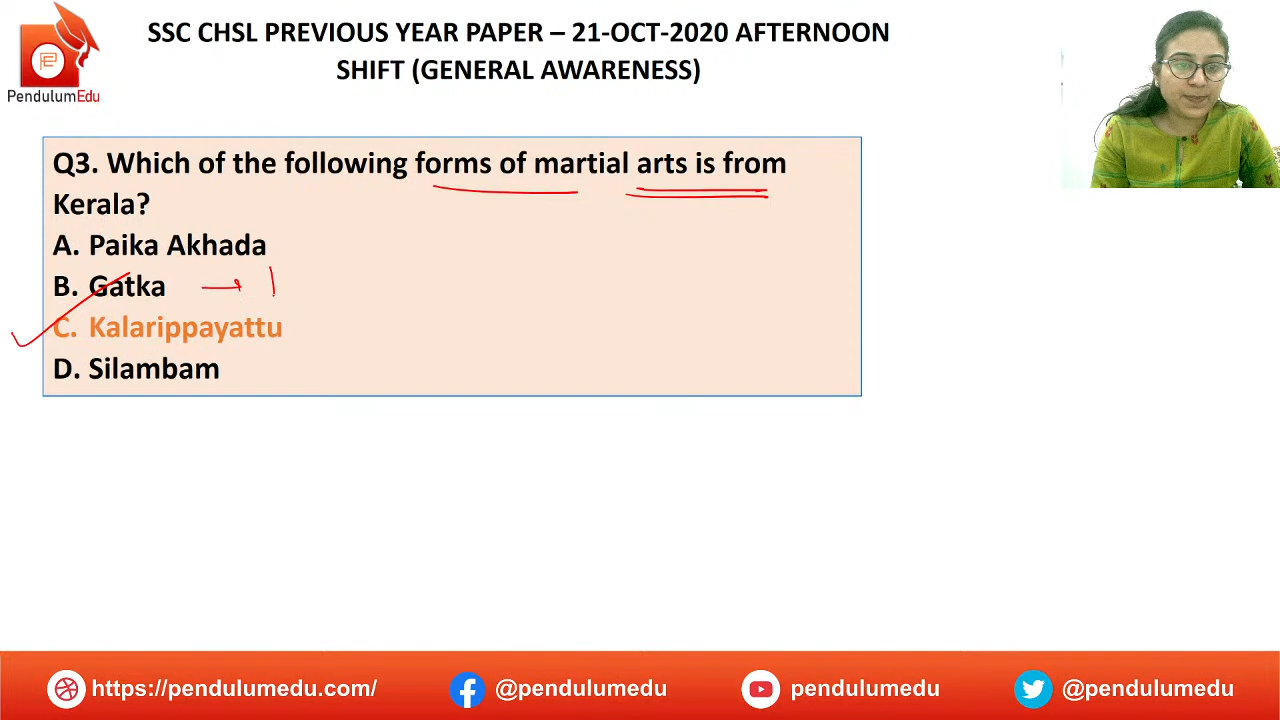 SSC CHSL PREVIOUS YEAR PAPER – 21-OCT-2020 AFTERNOON
SHIFT (GENERAL AWARENESS)
PendulumEdu
Q3. Which of the following forms of martial arts is from
Kerala?
A. Paika Akhada
B. Gatka
C. Kalarippayattu
D. Silambam
https://pendulumedu.com/
@pendulumedu
pendulumedu
@pendulumedu